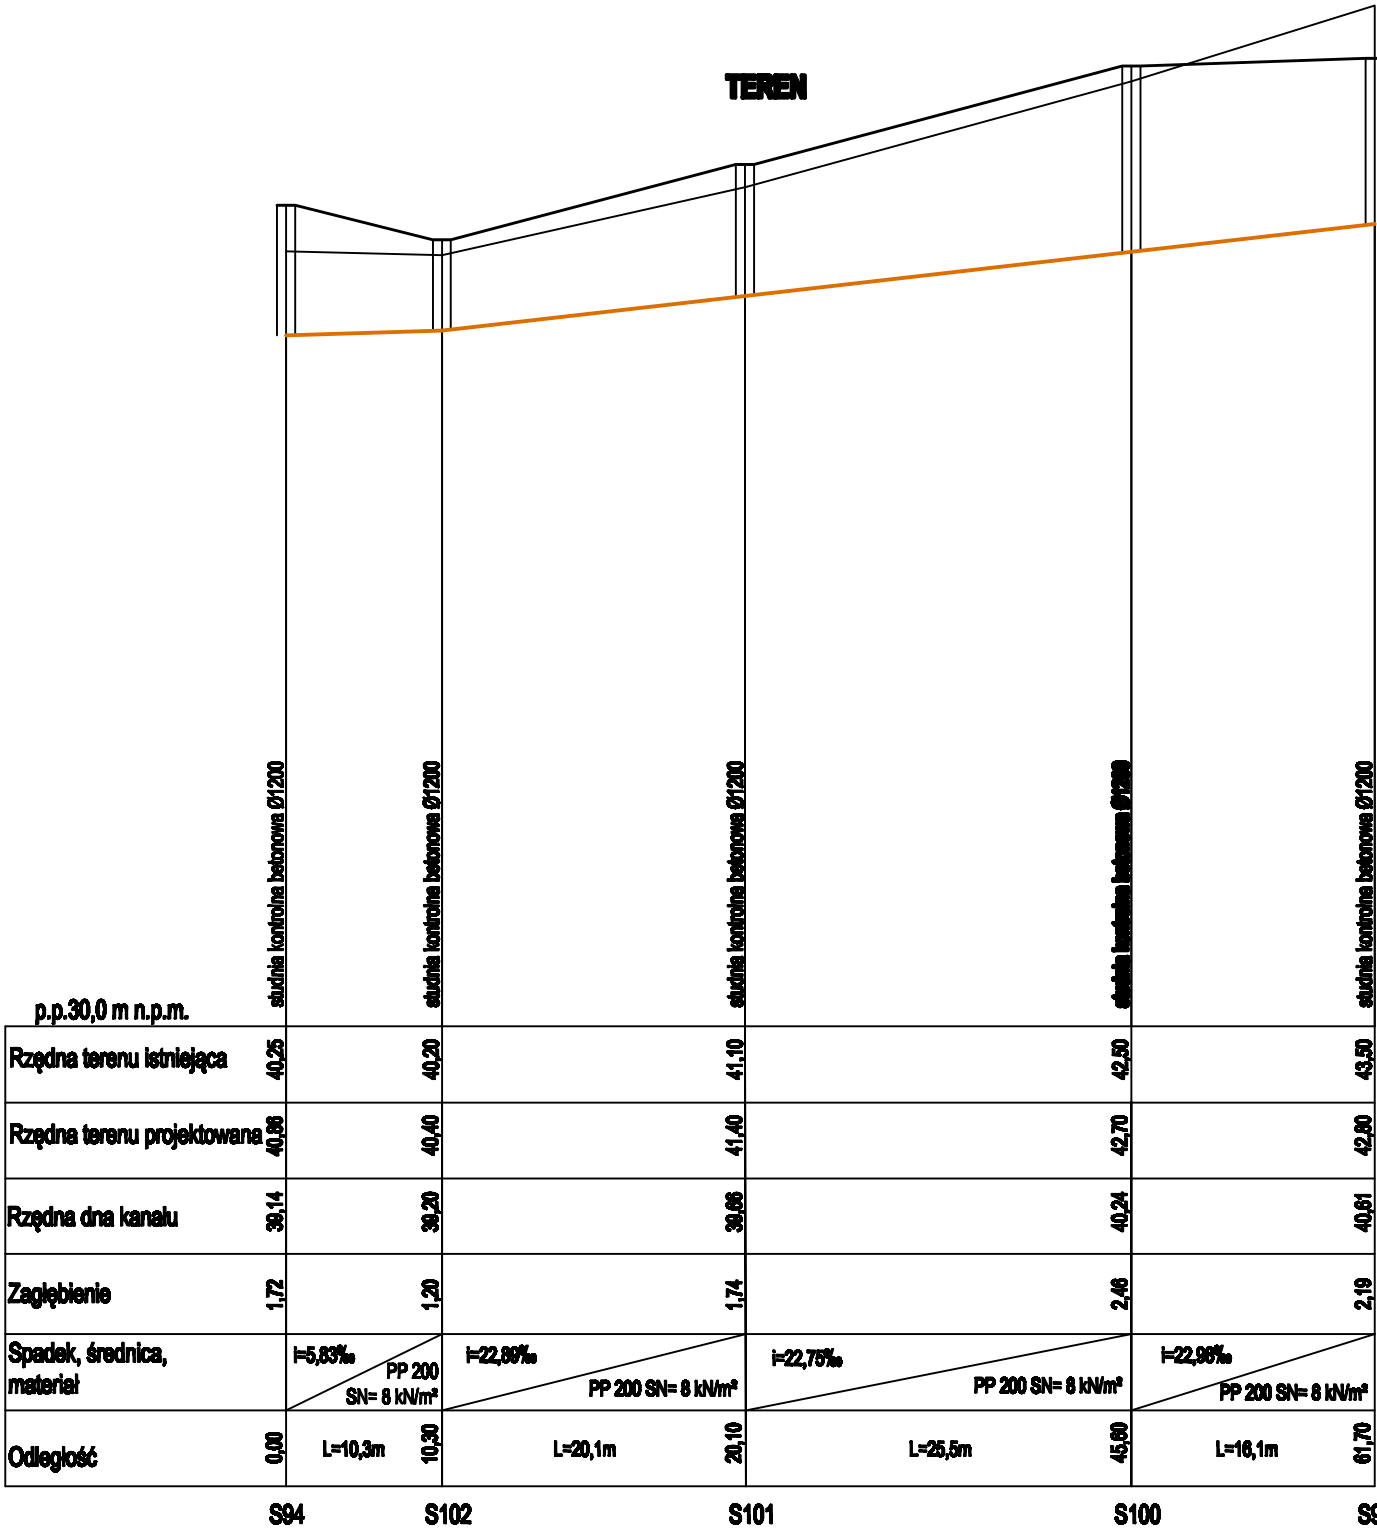 TEREN
studnia kontrolna betonowa Ø1200
studnia kontrolna betonowa Ø1200
studnia kontrolna betonowa Ø1200
studnia kontrolna betonowa Ø1200
studnia kontrolna betonowa Ø1200
p.p.30,0 m n.p.m.
Rzędna terenu istniejąca 40,25 40,20 41,10 42,50 43,50
Rzędna terenu projektowana 40,86 40,40 41,40 42,70 42,80
Rzędna dna kanału 39,14 39,20 39,66 40,24 40,61
Zagłębienie 1,72 1,20 1,74 2,46 2,19
Spadek, średnica,
materiał
i=5,83‰
PP 200
SN= 8 kN/m²
i=22,89‰
PP 200 SN= 8 kN/m²
i=22,75‰
PP 200 SN= 8 kN/m²
i=22,98‰
PP 200 SN= 8 kN/m²
Odległość 0,00 L=10,3m 10,30 L=20,1m 20,10 L=25,5m 45,60 L=16,1m 61,70
S94 S102 S101 S100